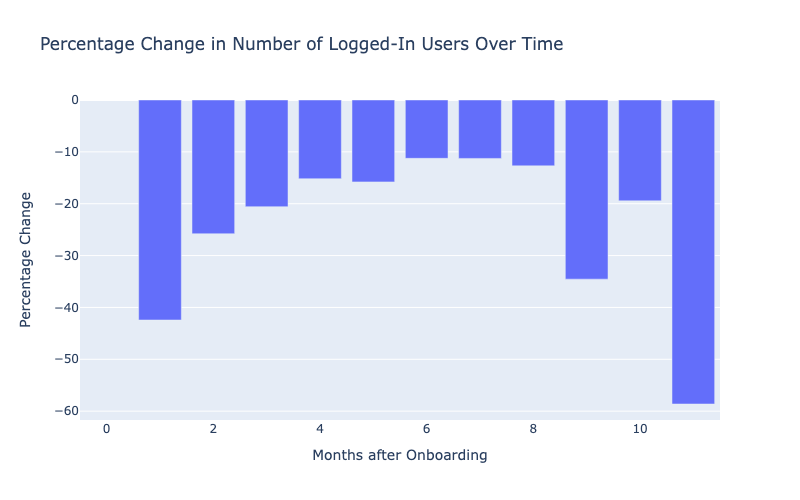 Percentage Change in Number of Logged-In Users Over Time
Percentage Change
0
−10
−20
−30
−40
−50
−60
0 2 4 6 8 10
Months after Onboarding